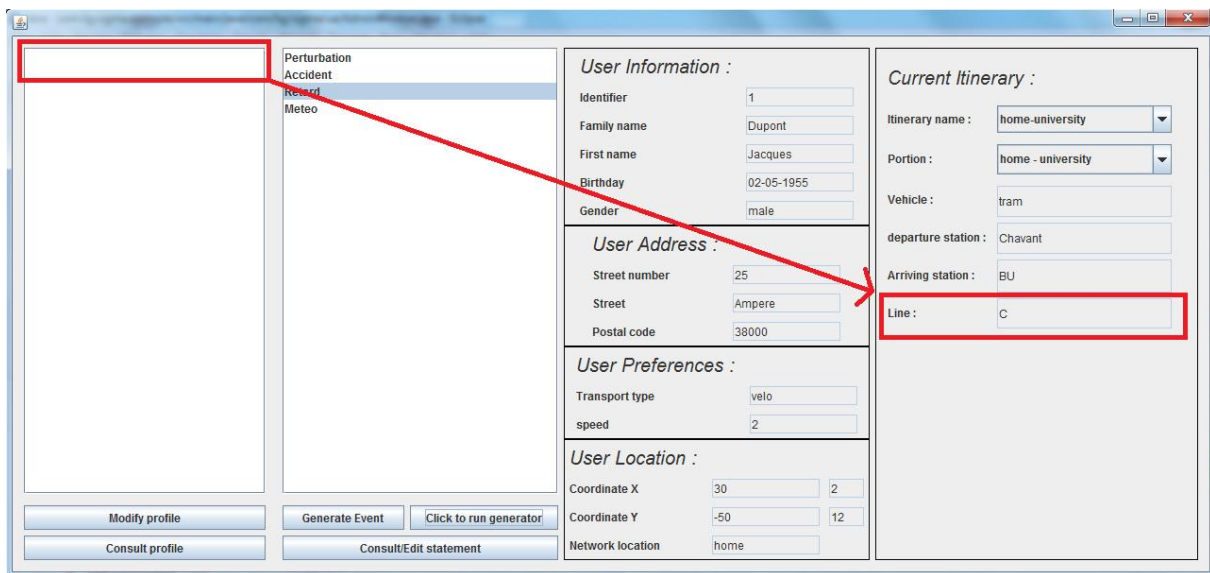 Perturbation
Accident
Retard
Meteo
Modify profile
Consult profile
Generate Event
Click to run generator
Consult/Edit statement
User Information :
Identifier 1
Family name Dupont
First name Jacques
Birthday 02-05-1955
Gender male
User Address :
Street number 25
Street Ampere
Postal code 38000
User Preferences :
Transport type velo
speed 2
User Location :
Coordinate X 30 2
Coordinate Y -50 12
Network location home
Current Itinerary :
Itinerary name : home-university
Portion : home - university
Vehicle : tram
departure station : Chavant
Arriving station : BU
Line : C